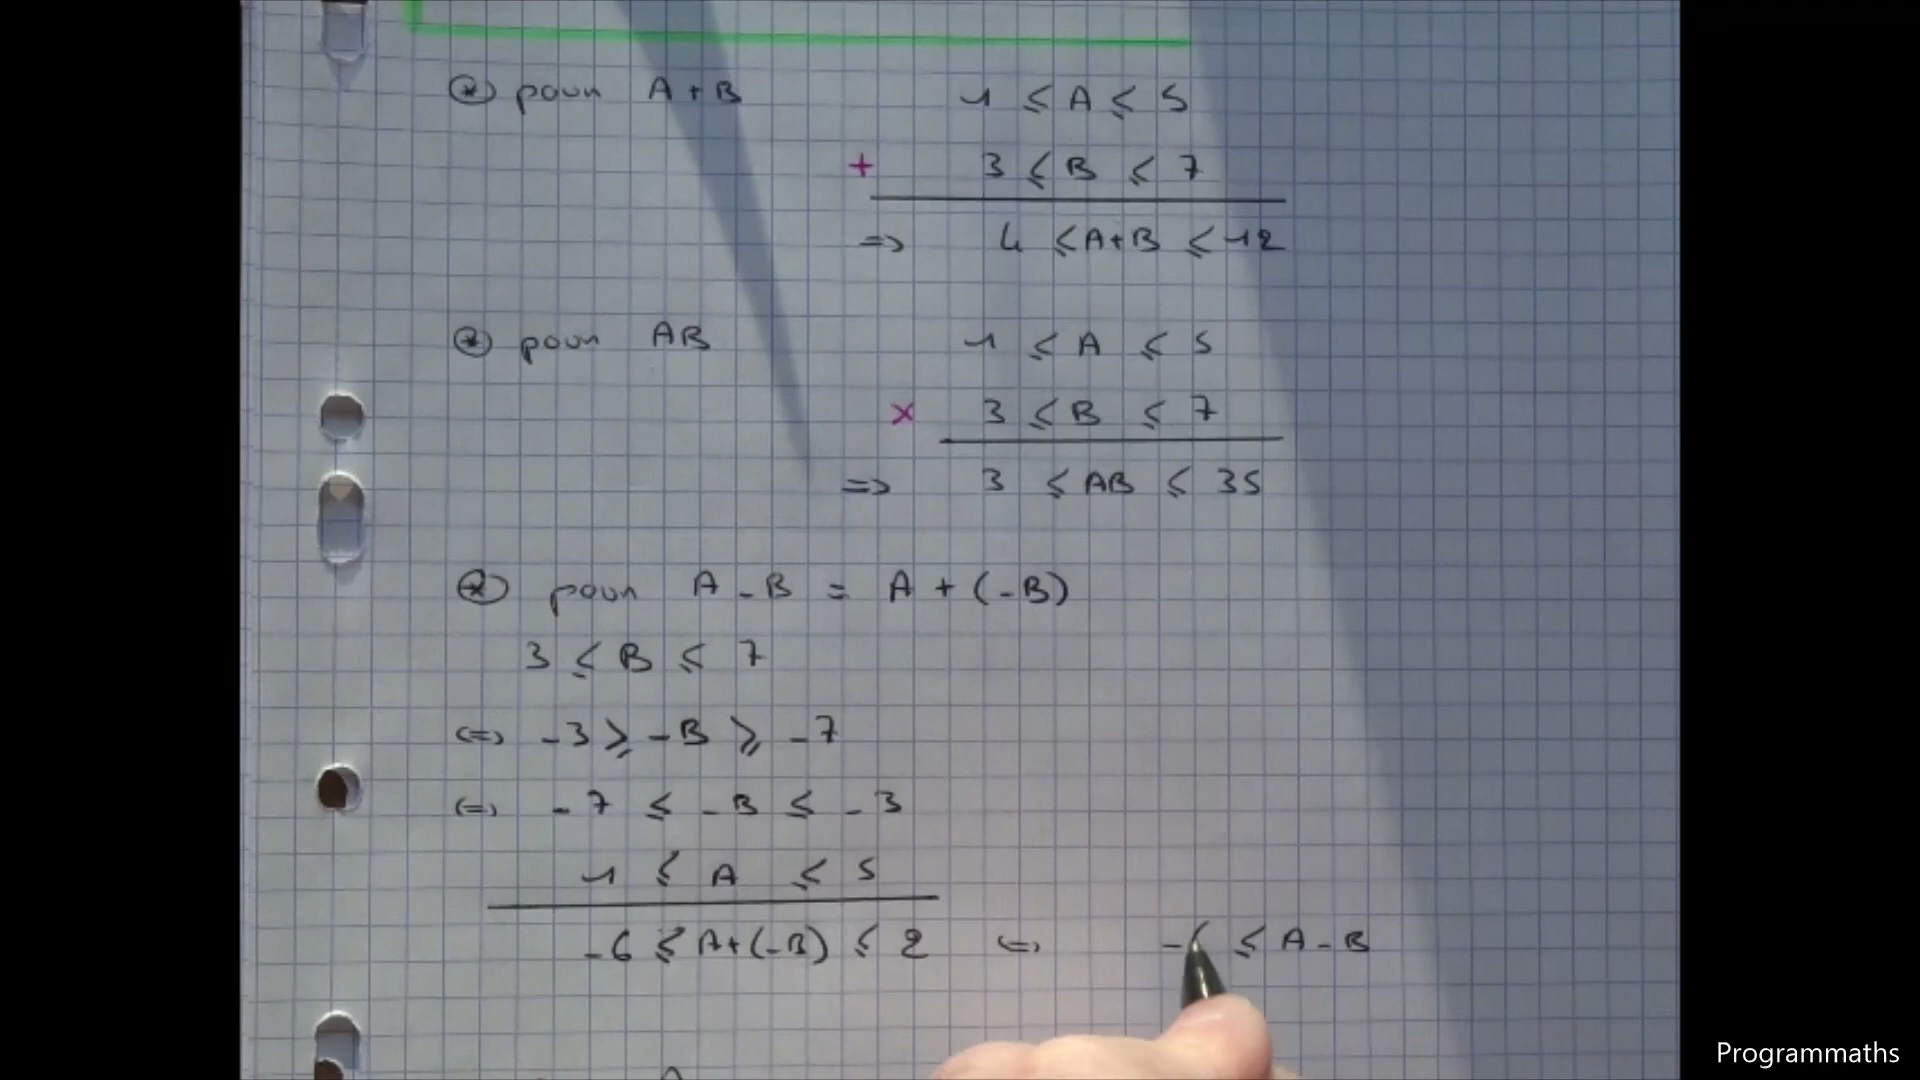 ⊛ pour A+B 1 ≤ A ≤ 5
+ 3 ≤ B ≤ 7
=> 4 ≤ A+B ≤ 12
⊛ pour AB 1 ≤ A ≤ 5
× 3 ≤ B ≤ 7
=> 3 ≤ AB ≤ 35
⊛ pour A - B = A + (-B)
3 ≤ B ≤ 7
<=> -3 ≥ -B ≥ -7
<=> -7 ≤ -B ≤ -3
1 ≤ A ≤ 5
-6 ≤ A+(-B) ≤ 2 <=> -6 ≤ A - B
Programmaths